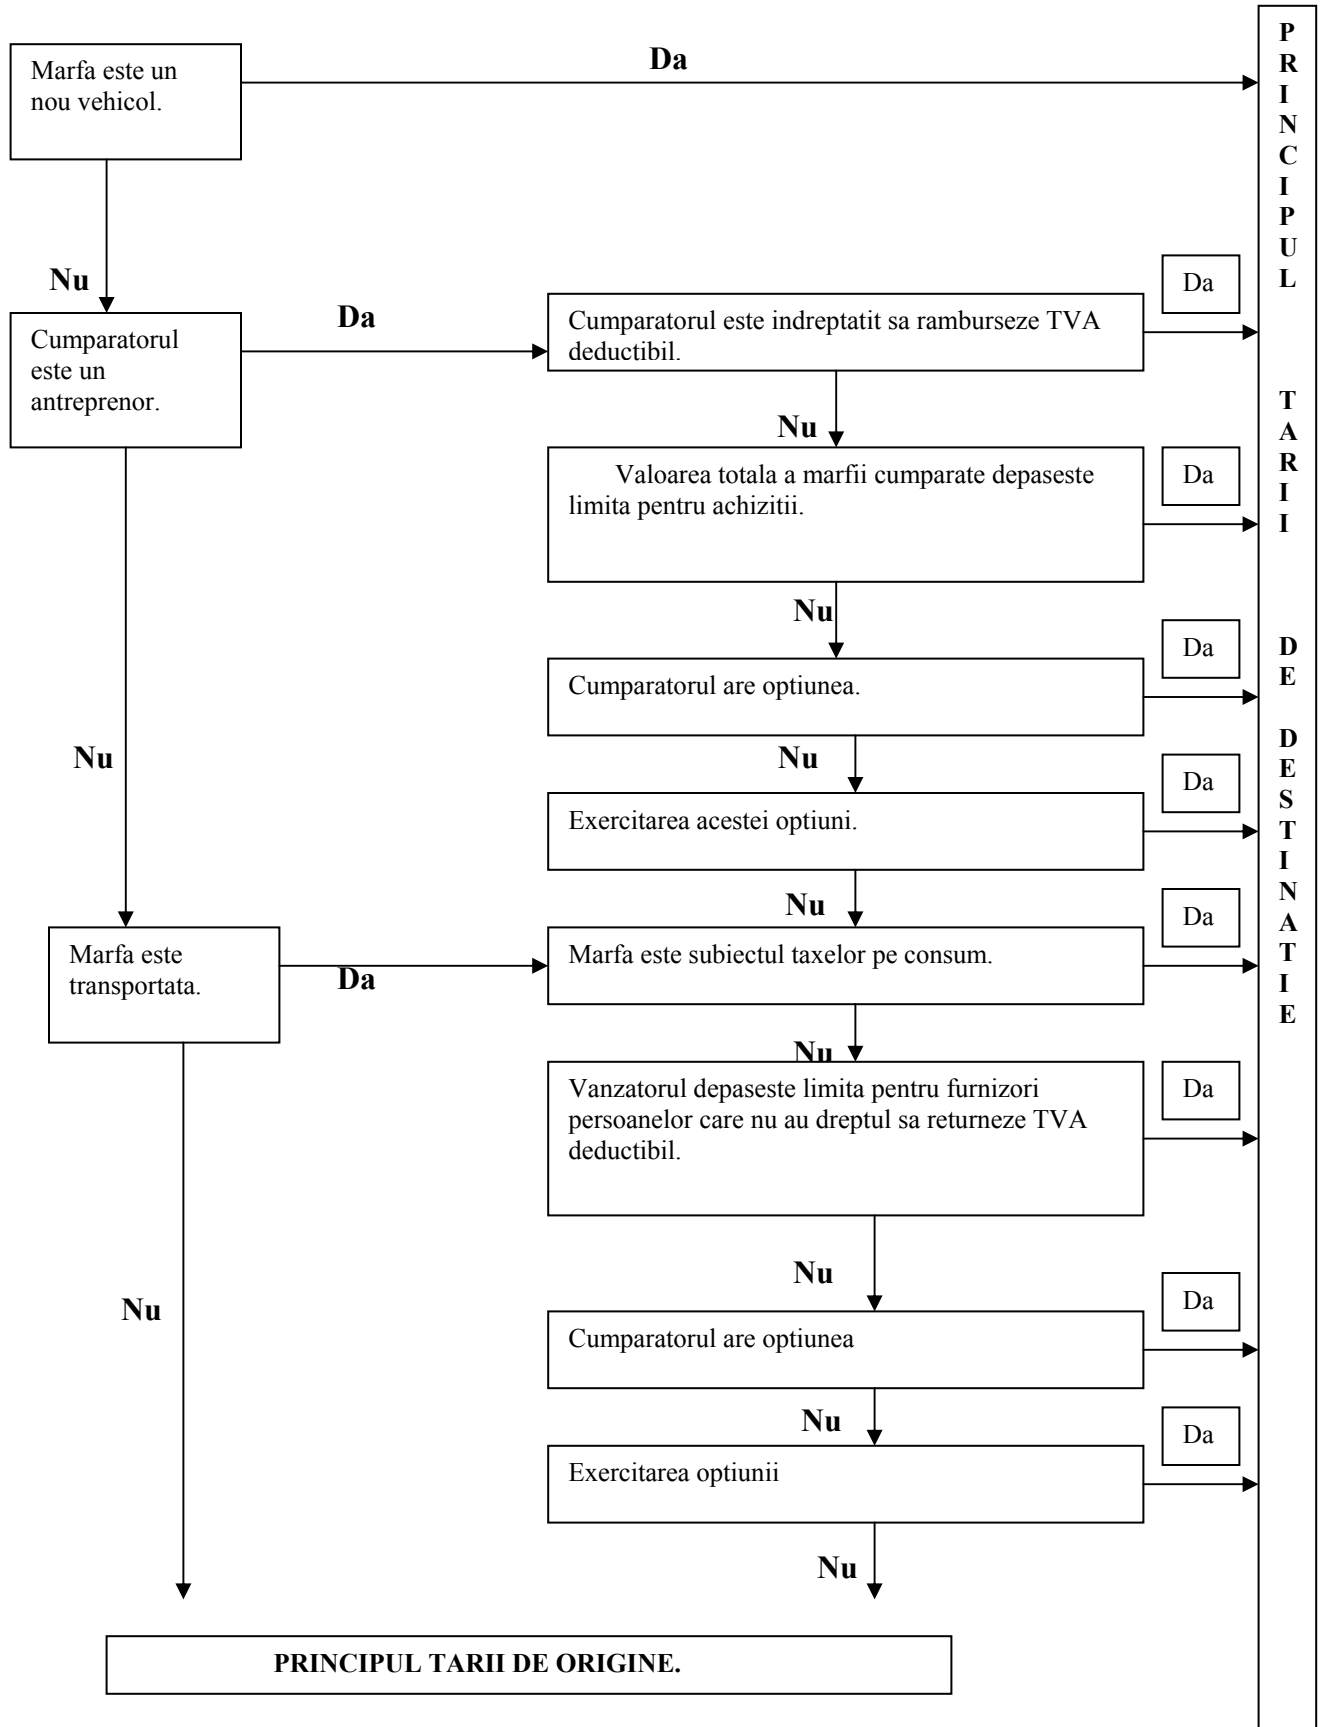 Da
Marfa este un
nou vehicol.
Nu
Da
Da
Cumparatorul
este un
antreprenor.
Cumparatorul este indreptatit sa ramburseze TVA
deductibil.
Nu
Da
Valoarea totala a marfii cumparate depaseste
limita pentru achizitii.
Nu
Da
Cumparatorul are optiunea.
Nu
Nu
Da
Exercitarea acestei optiuni.
Nu
Da
Marfa este
transportata.
Da
Marfa este subiectul taxelor pe consum.
Nu
Da
Vanzatorul depaseste limita pentru furnizori
persoanelor care nu au dreptul sa returneze TVA
deductibil.
Nu
Nu
Da
Cumparatorul are optiunea
Nu
Da
Exercitarea optiunii
Nu
PRINCIPUL TARII DE ORIGINE.
PRINCIPUL TARII DE DESTINATIE